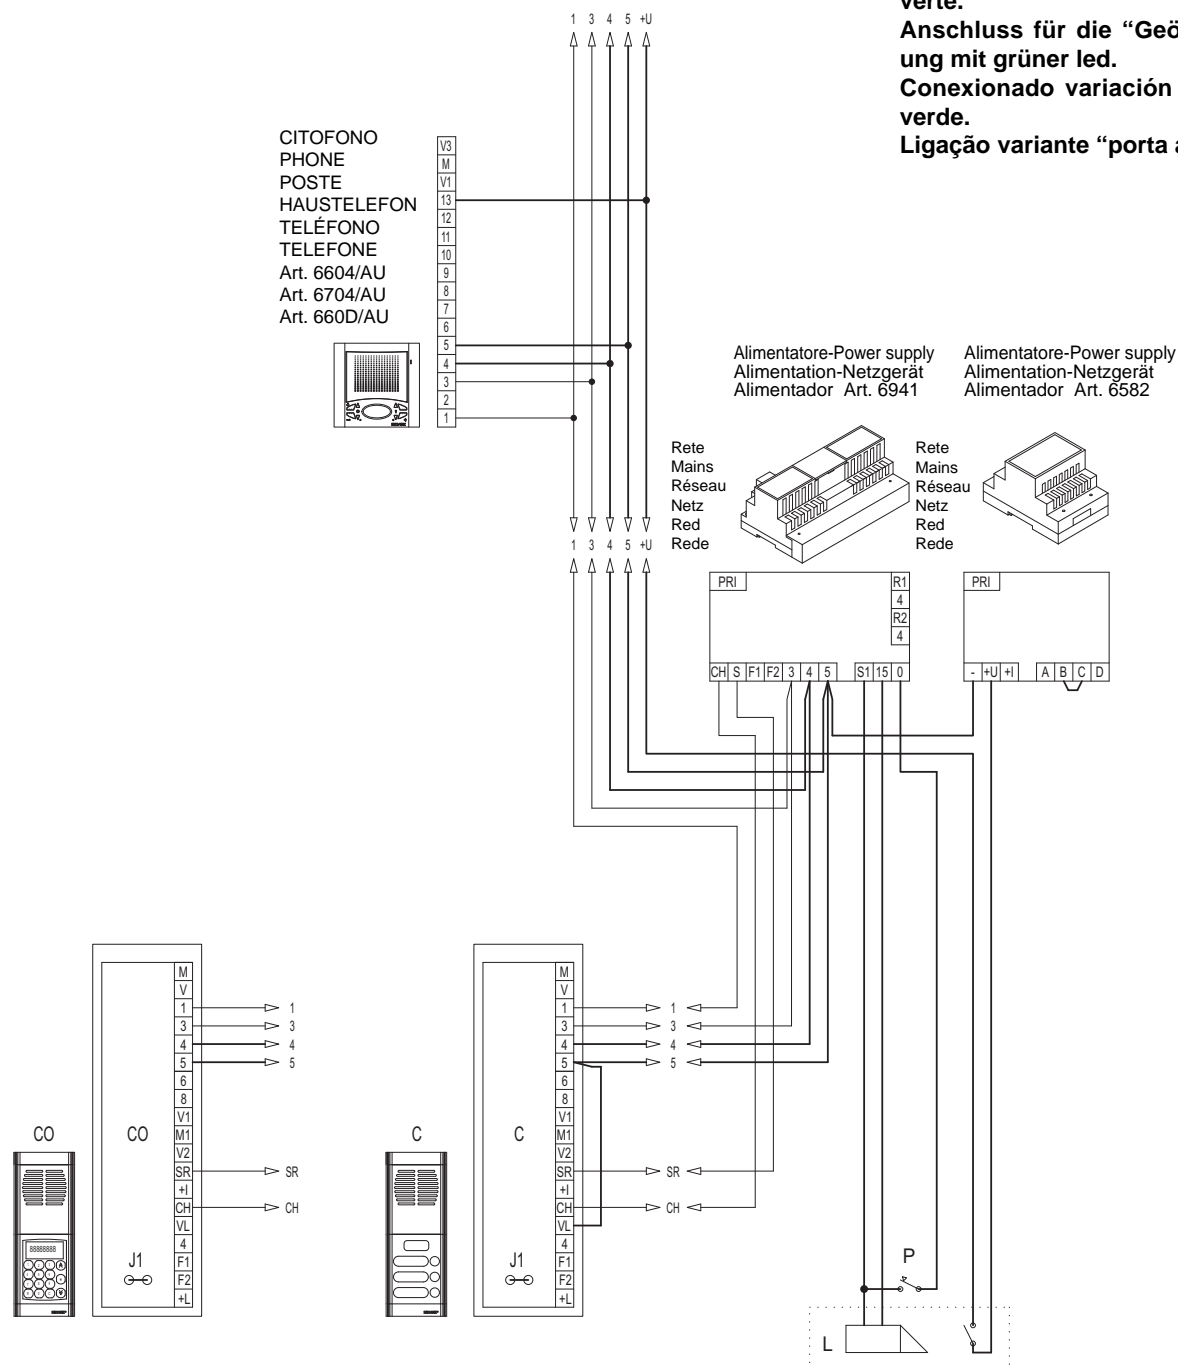 verte.
Anschluss für die “Geö
ung mit grüner led.
Conexionado variación
verde.
Ligação variante “porta a
1 3 4 5 +U
CITOFONO
PHONE
POSTE
HAUSTELEFON
TELÉFONO
TELEFONE
Art. 6604/AU
Art. 6704/AU
Art. 660D/AU
V3
M
V1
13
12
11
10
9
8
7
6
5
4
3
2
1
Alimentatore-Power supply
Alimentation-Netzgerät
Alimentador Art. 6941
Alimentatore-Power supply
Alimentation-Netzgerät
Alimentador Art. 6582
Rete
Mains
Réseau
Netz
Red
Rede
Rete
Mains
Réseau
Netz
Red
Rede
1 3 4 5 +U
PRI
R1
4
R2
4
CH S F1 F2 3 4 5 S1 15 0
PRI
- +U +I A B C D
CO
CO
M
V
1
3
4
5
6
8
V1
M1
V2
SR
+I
CH
VL
4
F1
F2
+L
1
3
4
5
SR
CH
J1
88888888
C
C
M
V
1
3
4
5
6
8
V1
M1
V2
SR
+I
CH
VL
4
F1
F2
+L
1
3
4
5
SR
CH
J1
P
L